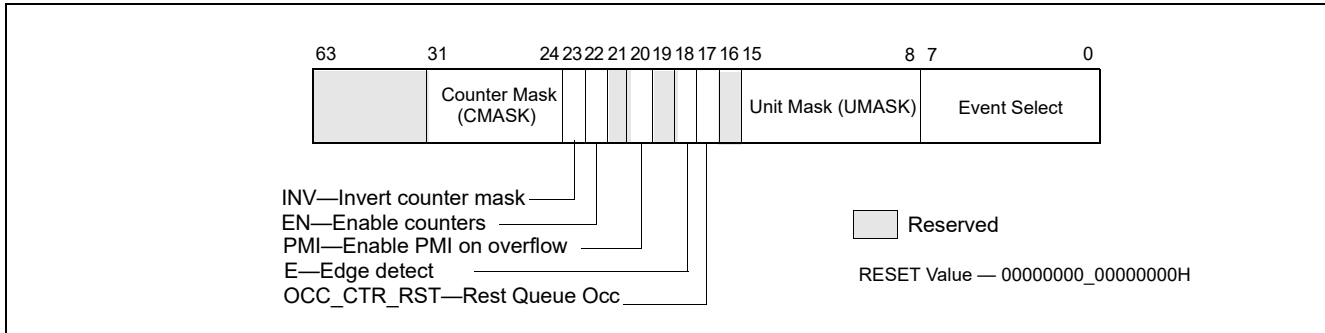 63 31 24 23 22 21 20 19 18 17 16 15 8 7 0
Counter Mask (CMASK) Unit Mask (UMASK) Event Select
INV—Invert counter mask
EN—Enable counters
PMI—Enable PMI on overflow
E—Edge detect
OCC_CTR_RST—Rest Queue Occ
Reserved
RESET Value — 00000000_00000000H